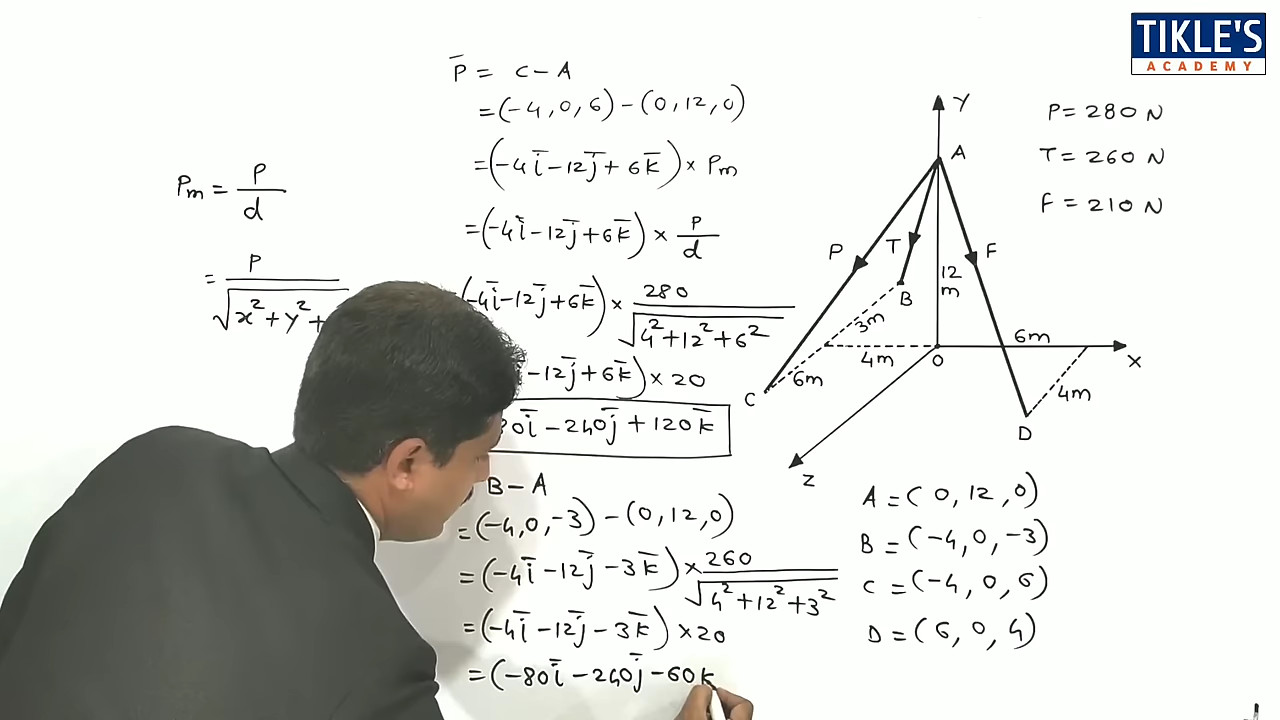 TIKLE'S
ACADEMY
P̄ = C - A
= (-4, 0, 6) - (0, 12, 0)
= (-4ī - 12j̄ + 6k̄) × Pm
= (-4ī - 12j̄ + 6k̄) × P/d
(-4ī - 12j̄ + 6k̄) × 280/√(4² + 12² + 6²)
- 12j̄ + 6k̄) × 20
0ī - 240j̄ + 120k̄
B - A
= (-4, 0, -3) - (0, 12, 0)
= (-4ī - 12j̄ - 3k̄) × 260/√(4² + 12² + 3²)
= (-4ī - 12j̄ - 3k̄) × 20
= (-80ī - 240j̄ - 60k
Pm = P/d
= P/√(x² + y² +
Y
A
P
T
F
B
12
m
3m
4m
O
6m
X
C
6m
4m
D
Z
P = 280 N
T = 260 N
F = 210 N
A = (0, 12, 0)
B = (-4, 0, -3)
C = (-4, 0, 6)
D = (6, 0, 4)